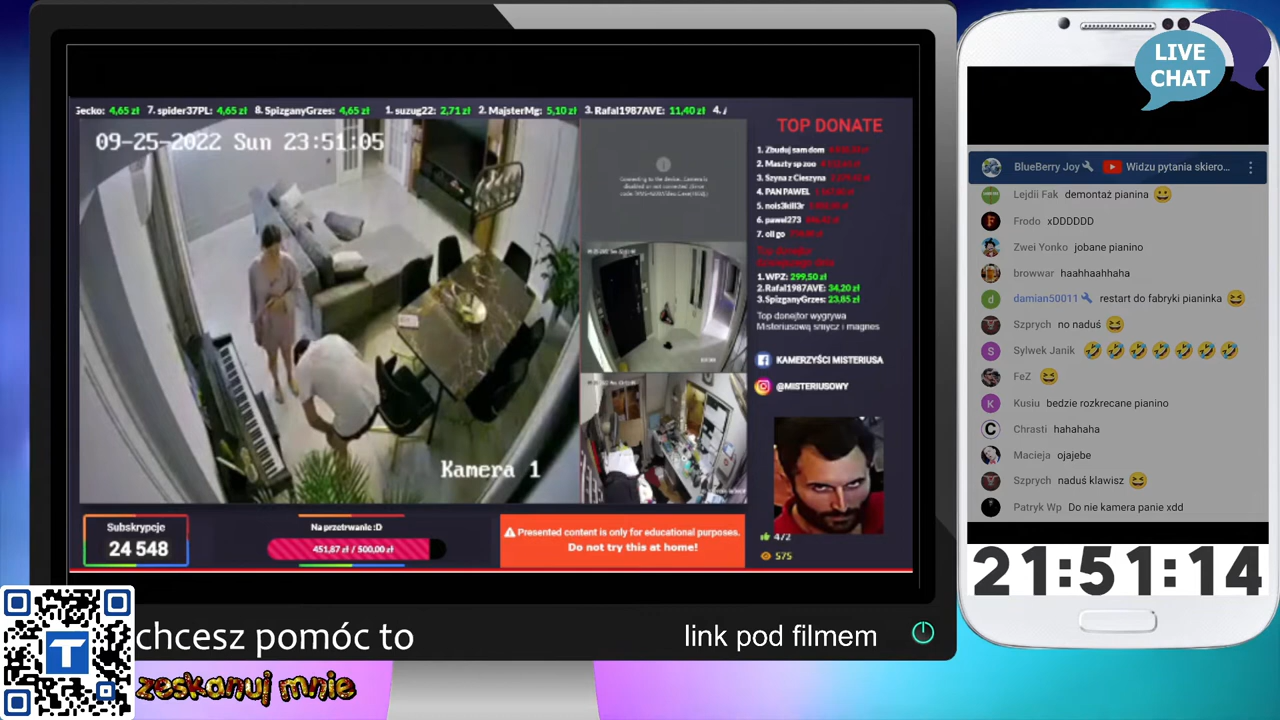 Gecko: 4,65 zł 7. spider37PL: 4,65 zł 8. SpizganyGrzes: 4,65 zł 1. suzug22: 2,71 zł 2. MajsterMg: 5,10 zł 3. Rafal1987AVE: 11,40 zł 4.
09-25-2022 Sun 23:51:05
Kamera 1
TOP DONATE
1. Zbuduj sam dom
2. Maszty sp zoo
3. Szyna z Cieszyna
4. PAN PAWEL
5. nois3kill3r
6. pawel273
7. oli go
1. WPZ: 299,50 zł
2. Rafal1987AVE: 34,20 zł
3. SpizganyGrzes: 23,85 zł
Top donejtor wygrywa
Misteriusową smycz i magnes
KAMERZYŚCI MISTERIUSA
@MISTERIUSOWY
472
575
Subskrypcje
24 548
Na przetrwanie :D
451,87 zł / 500,00 zł
Presented content is only for educational purposes.
Do not try this at home!
chcesz pomóc to
link pod filmem
T
zeskanuj mnie
LIVE
CHAT
BlueBerry Joy Widzu pytania skiero...
Lejdii Fak demontaż pianina
Frodo xDDDDD
Zwei Yonko jobane pianino
browwar haahhaahhaha
damian50011 restart do fabryki pianinka
Szprych no naduś
Sylwek Janik
FeZ
Kusiu bedzie rozkrecane pianino
Chrasti hahahaha
Macieja ojajebe
Szprych naduś klawisz
Patryk Wp Do nie kamera panie xdd
21:51:14